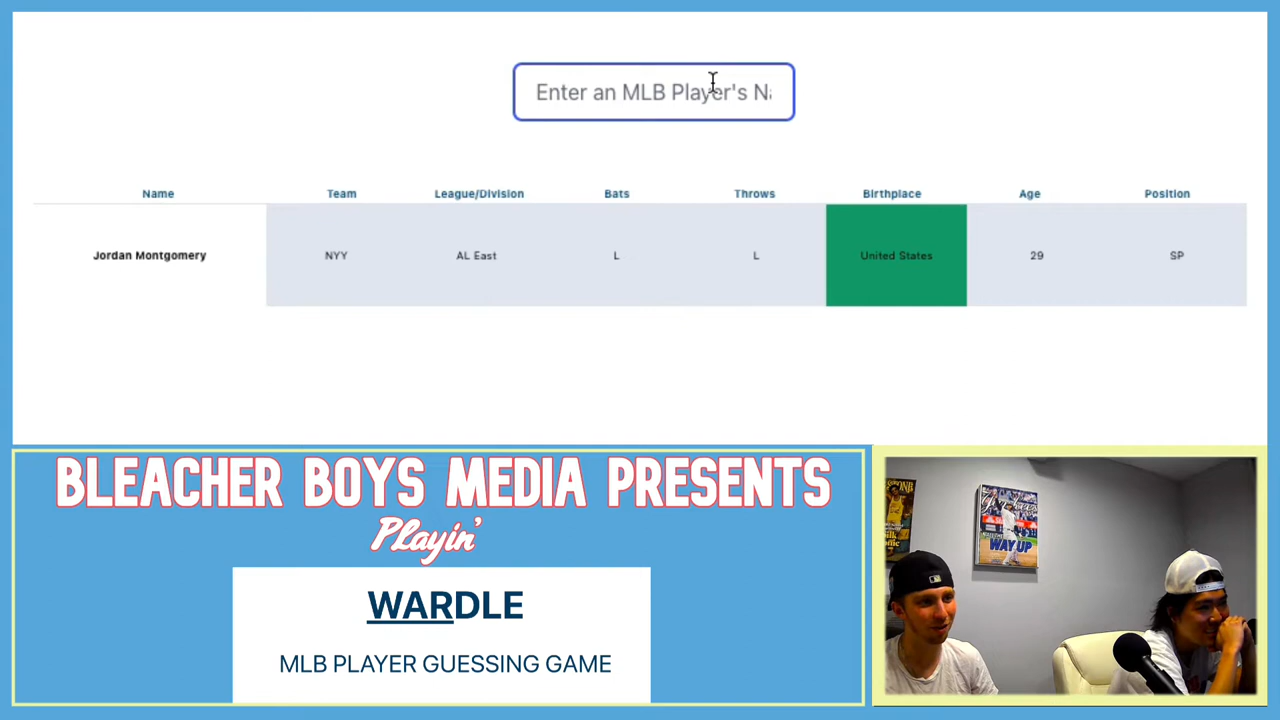 Enter an MLB Player's Na
Name Team League/Division Bats Throws Birthplace Age Position
Jordan Montgomery NYY AL East L L United States 29 SP
BLEACHER BOYS MEDIA PRESENTS
Playin'
WARDLE
MLB PLAYER GUESSING GAME
WAY UP